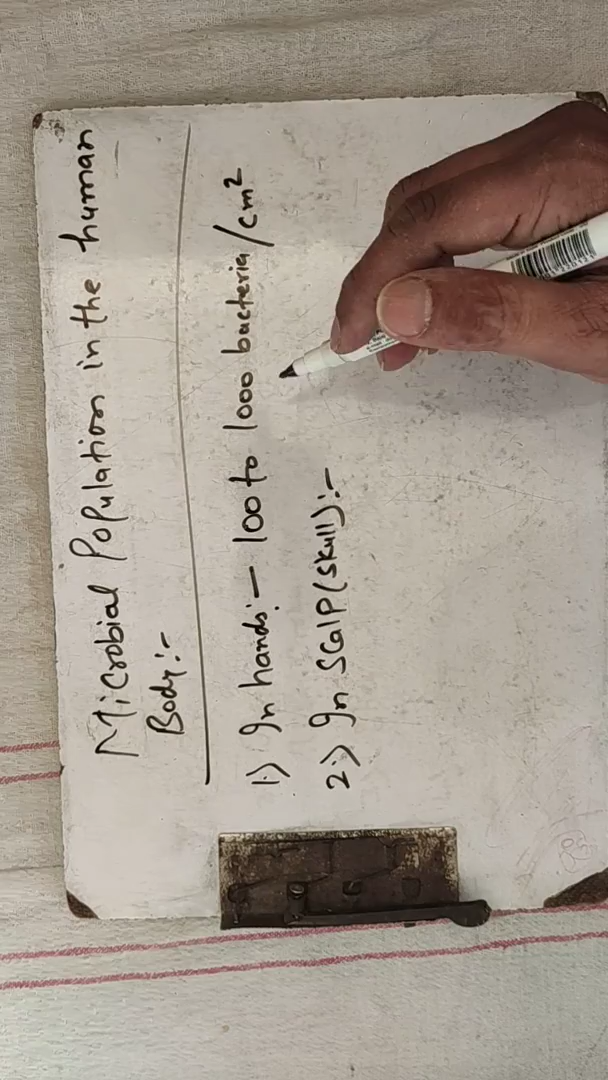 Microbial Population in the human
Body:-
1:) In hands:- 100 to 1000 bacteria/cm²
2:) In SCalP(skull):-